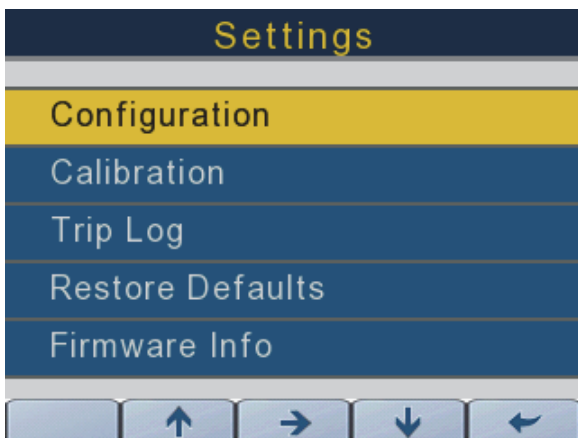 Settings
Configuration
Calibration
Trip Log
Restore Defaults
Firmware Info